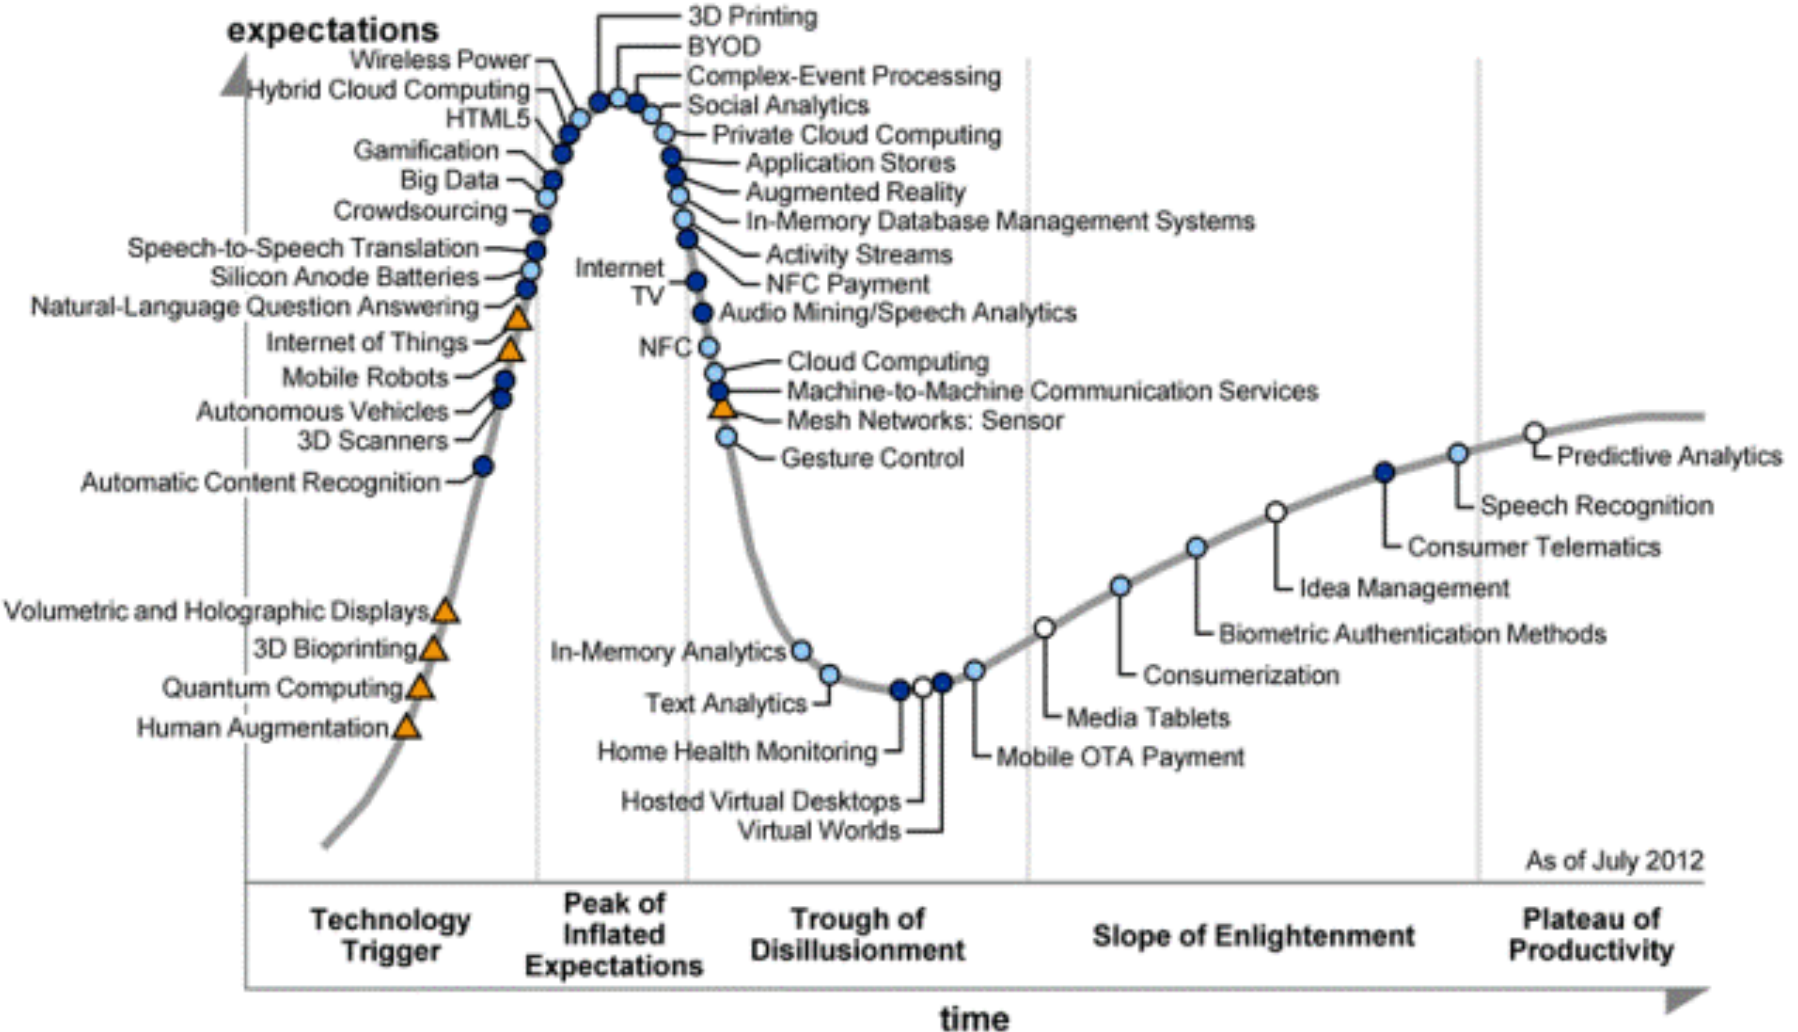 expectations
3D Printing
BYOD
Wireless Power
Complex-Event Processing
Hybrid Cloud Computing
Social Analytics
HTML5
Private Cloud Computing
Gamification
Application Stores
Big Data
Augmented Reality
Crowdsourcing
In-Memory Database Management Systems
Speech-to-Speech Translation
Activity Streams
Silicon Anode Batteries
Internet
TV
NFC Payment
Natural-Language Question Answering
Audio Mining/Speech Analytics
Internet of Things
NFC
Cloud Computing
Mobile Robots
Machine-to-Machine Communication Services
Autonomous Vehicles
Mesh Networks: Sensor
3D Scanners
Gesture Control
Automatic Content Recognition
Predictive Analytics
Speech Recognition
Consumer Telematics
Idea Management
Volumetric and Holographic Displays
Biometric Authentication Methods
3D Bioprinting
In-Memory Analytics
Consumerization
Quantum Computing
Text Analytics
Media Tablets
Human Augmentation
Home Health Monitoring
Mobile OTA Payment
Hosted Virtual Desktops
Virtual Worlds
As of July 2012
Technology
Trigger
Peak of
Inflated
Expectations
Trough of
Disillusionment
Slope of Enlightenment
Plateau of
Productivity
time